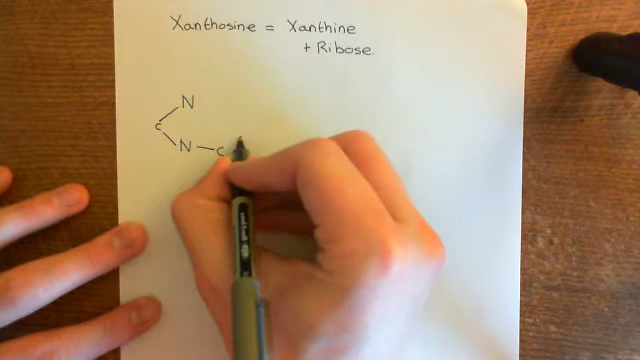 Xanthosine = Xanthine
+ Ribose.
N
C
N — C